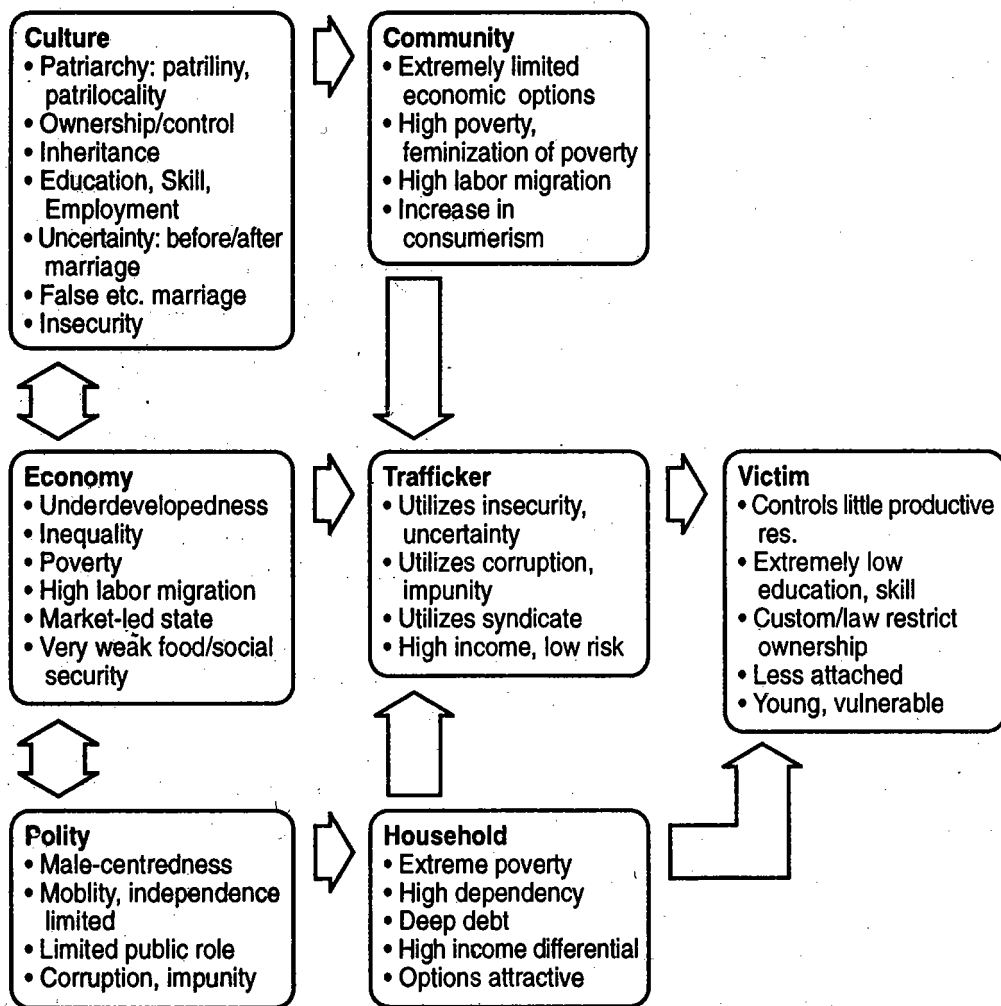 Culture
• Patriarchy: patriliny,
patrilocality
• Ownership/control
• Inheritance
• Education, Skill,
Employment
• Uncertainty: before/after
marriage
• False etc. marriage
• Insecurity
Community
• Extremely limited
economic options
• High poverty,
feminization of poverty
• High labor migration
• Increase in
consumerism
Economy
• Underdevelopedness
• Inequality
• Poverty
• High labor migration
• Market-led state
• Very weak food/social
security
Trafficker
• Utilizes insecurity,
uncertainty
• Utilizes corruption,
impunity
• Utilizes syndicate
• High income, low risk
Victim
• Controls little productive
res.
• Extremely low
education, skill
• Custom/law restrict
ownership
• Less attached
• Young, vulnerable
Polity
• Male-centredness
• Moblity, independence
limited
• Limited public role
• Corruption, impunity
Household
• Extreme poverty
• High dependency
• Deep debt
• High income differential
• Options attractive